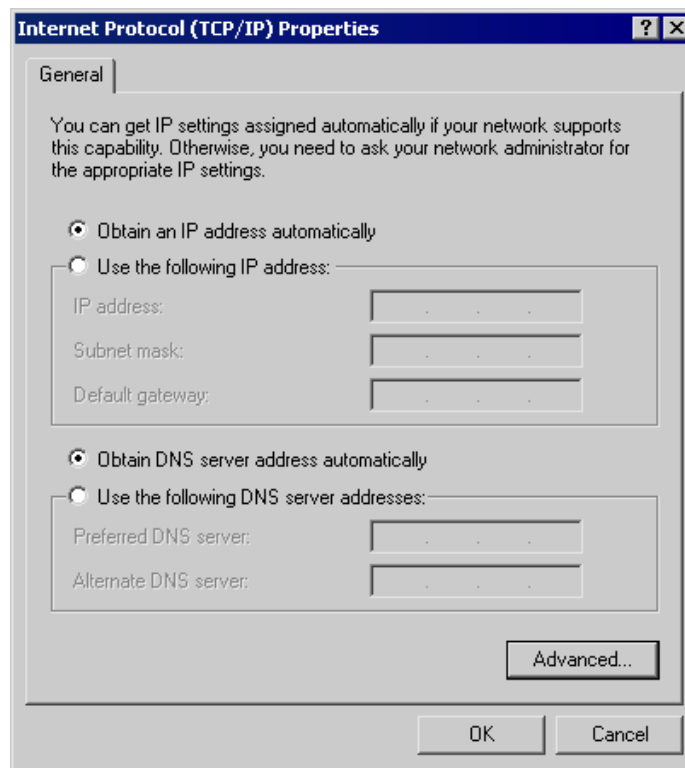 Internet Protocol (TCP/IP) Properties
General
You can get IP settings assigned automatically if your network supports
this capability. Otherwise, you need to ask your network administrator for
the appropriate IP settings.
Obtain an IP address automatically
Use the following IP address:
IP address:
Subnet mask:
Default gateway:
Obtain DNS server address automatically
Use the following DNS server addresses:
Preferred DNS server:
Alternate DNS server:
Advanced...
OK Cancel